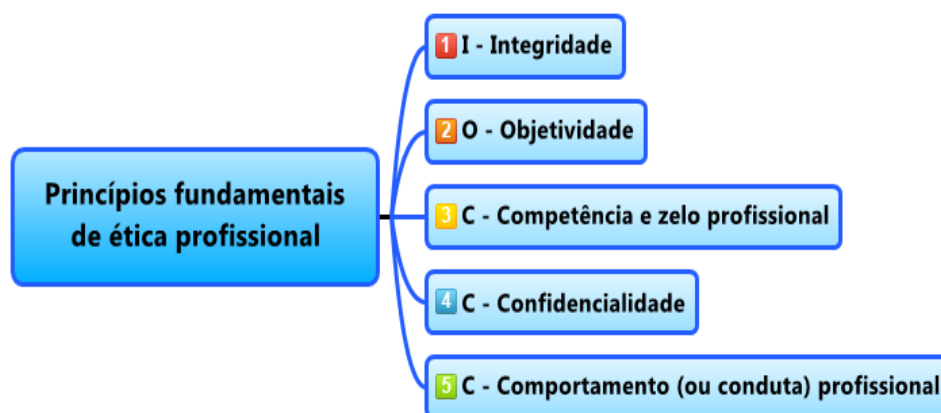 Princípios fundamentais
de ética profissional
1 I - Integridade
2 O - Objetividade
3 C - Competência e zelo profissional
4 C - Confidencialidade
5 C - Comportamento (ou conduta) profissional